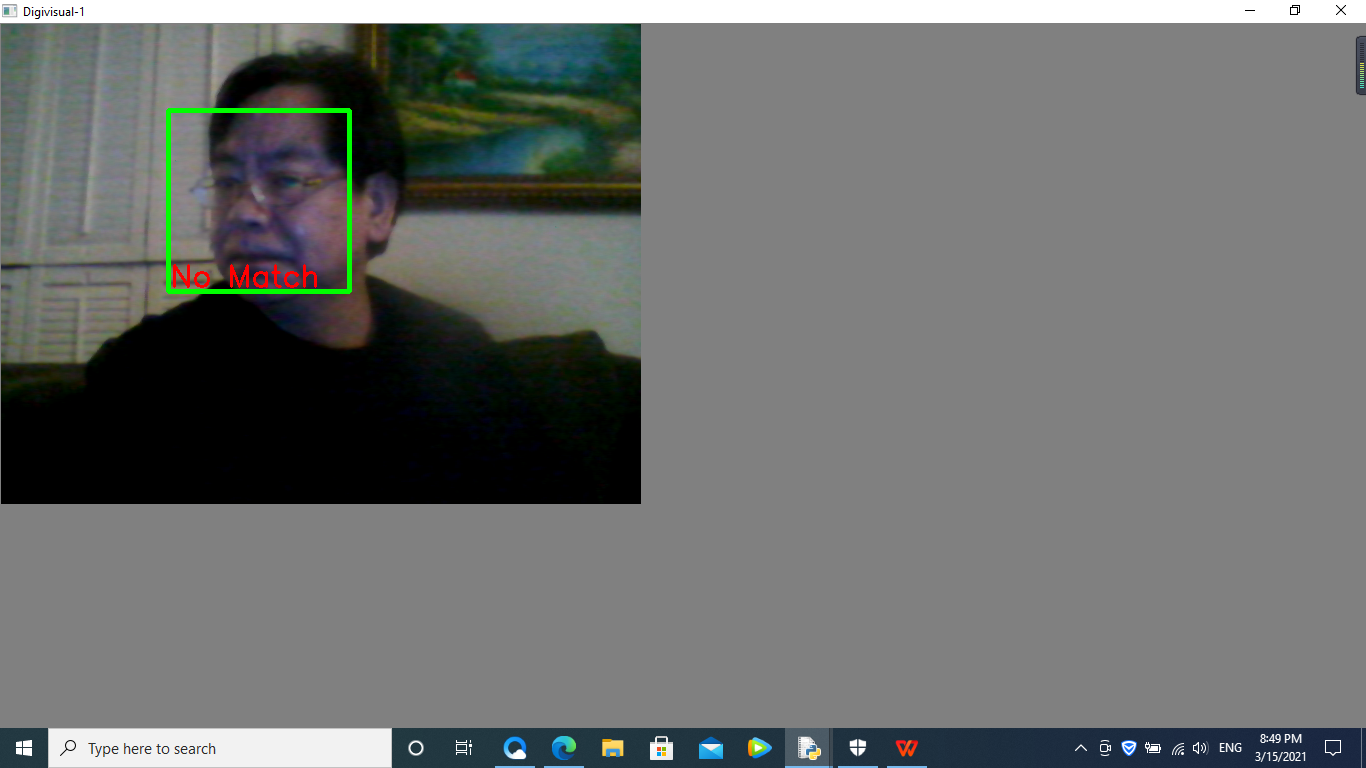 Digivisual-1
No Match
Type here to search
ENG
8:49 PM
3/15/2021